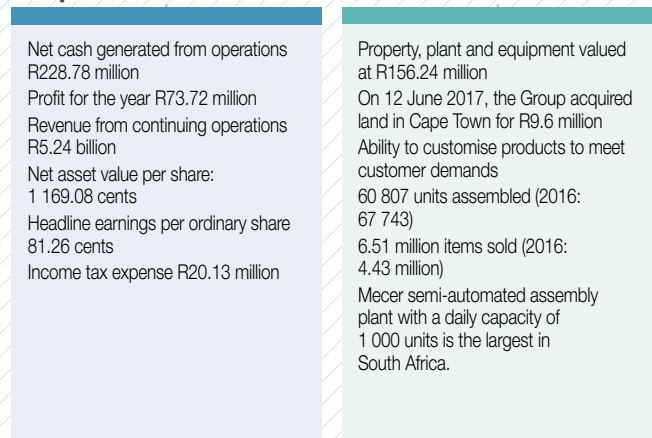 Net cash generated from operations
R228.78 million
Profit for the year R73.72 million
Revenue from continuing operations
R5.24 billion
Net asset value per share:
1 169.08 cents
Headline earnings per ordinary share
81.26 cents
Income tax expense R20.13 million
Property, plant and equipment valued
at R156.24 million
On 12 June 2017, the Group acquired
land in Cape Town for R9.6 million
Ability to customise products to meet
customer demands
60 807 units assembled (2016:
67 743)
6.51 million items sold (2016:
4.43 million)
Mecer semi-automated assembly
plant with a daily capacity of
1 000 units is the largest in
South Africa.